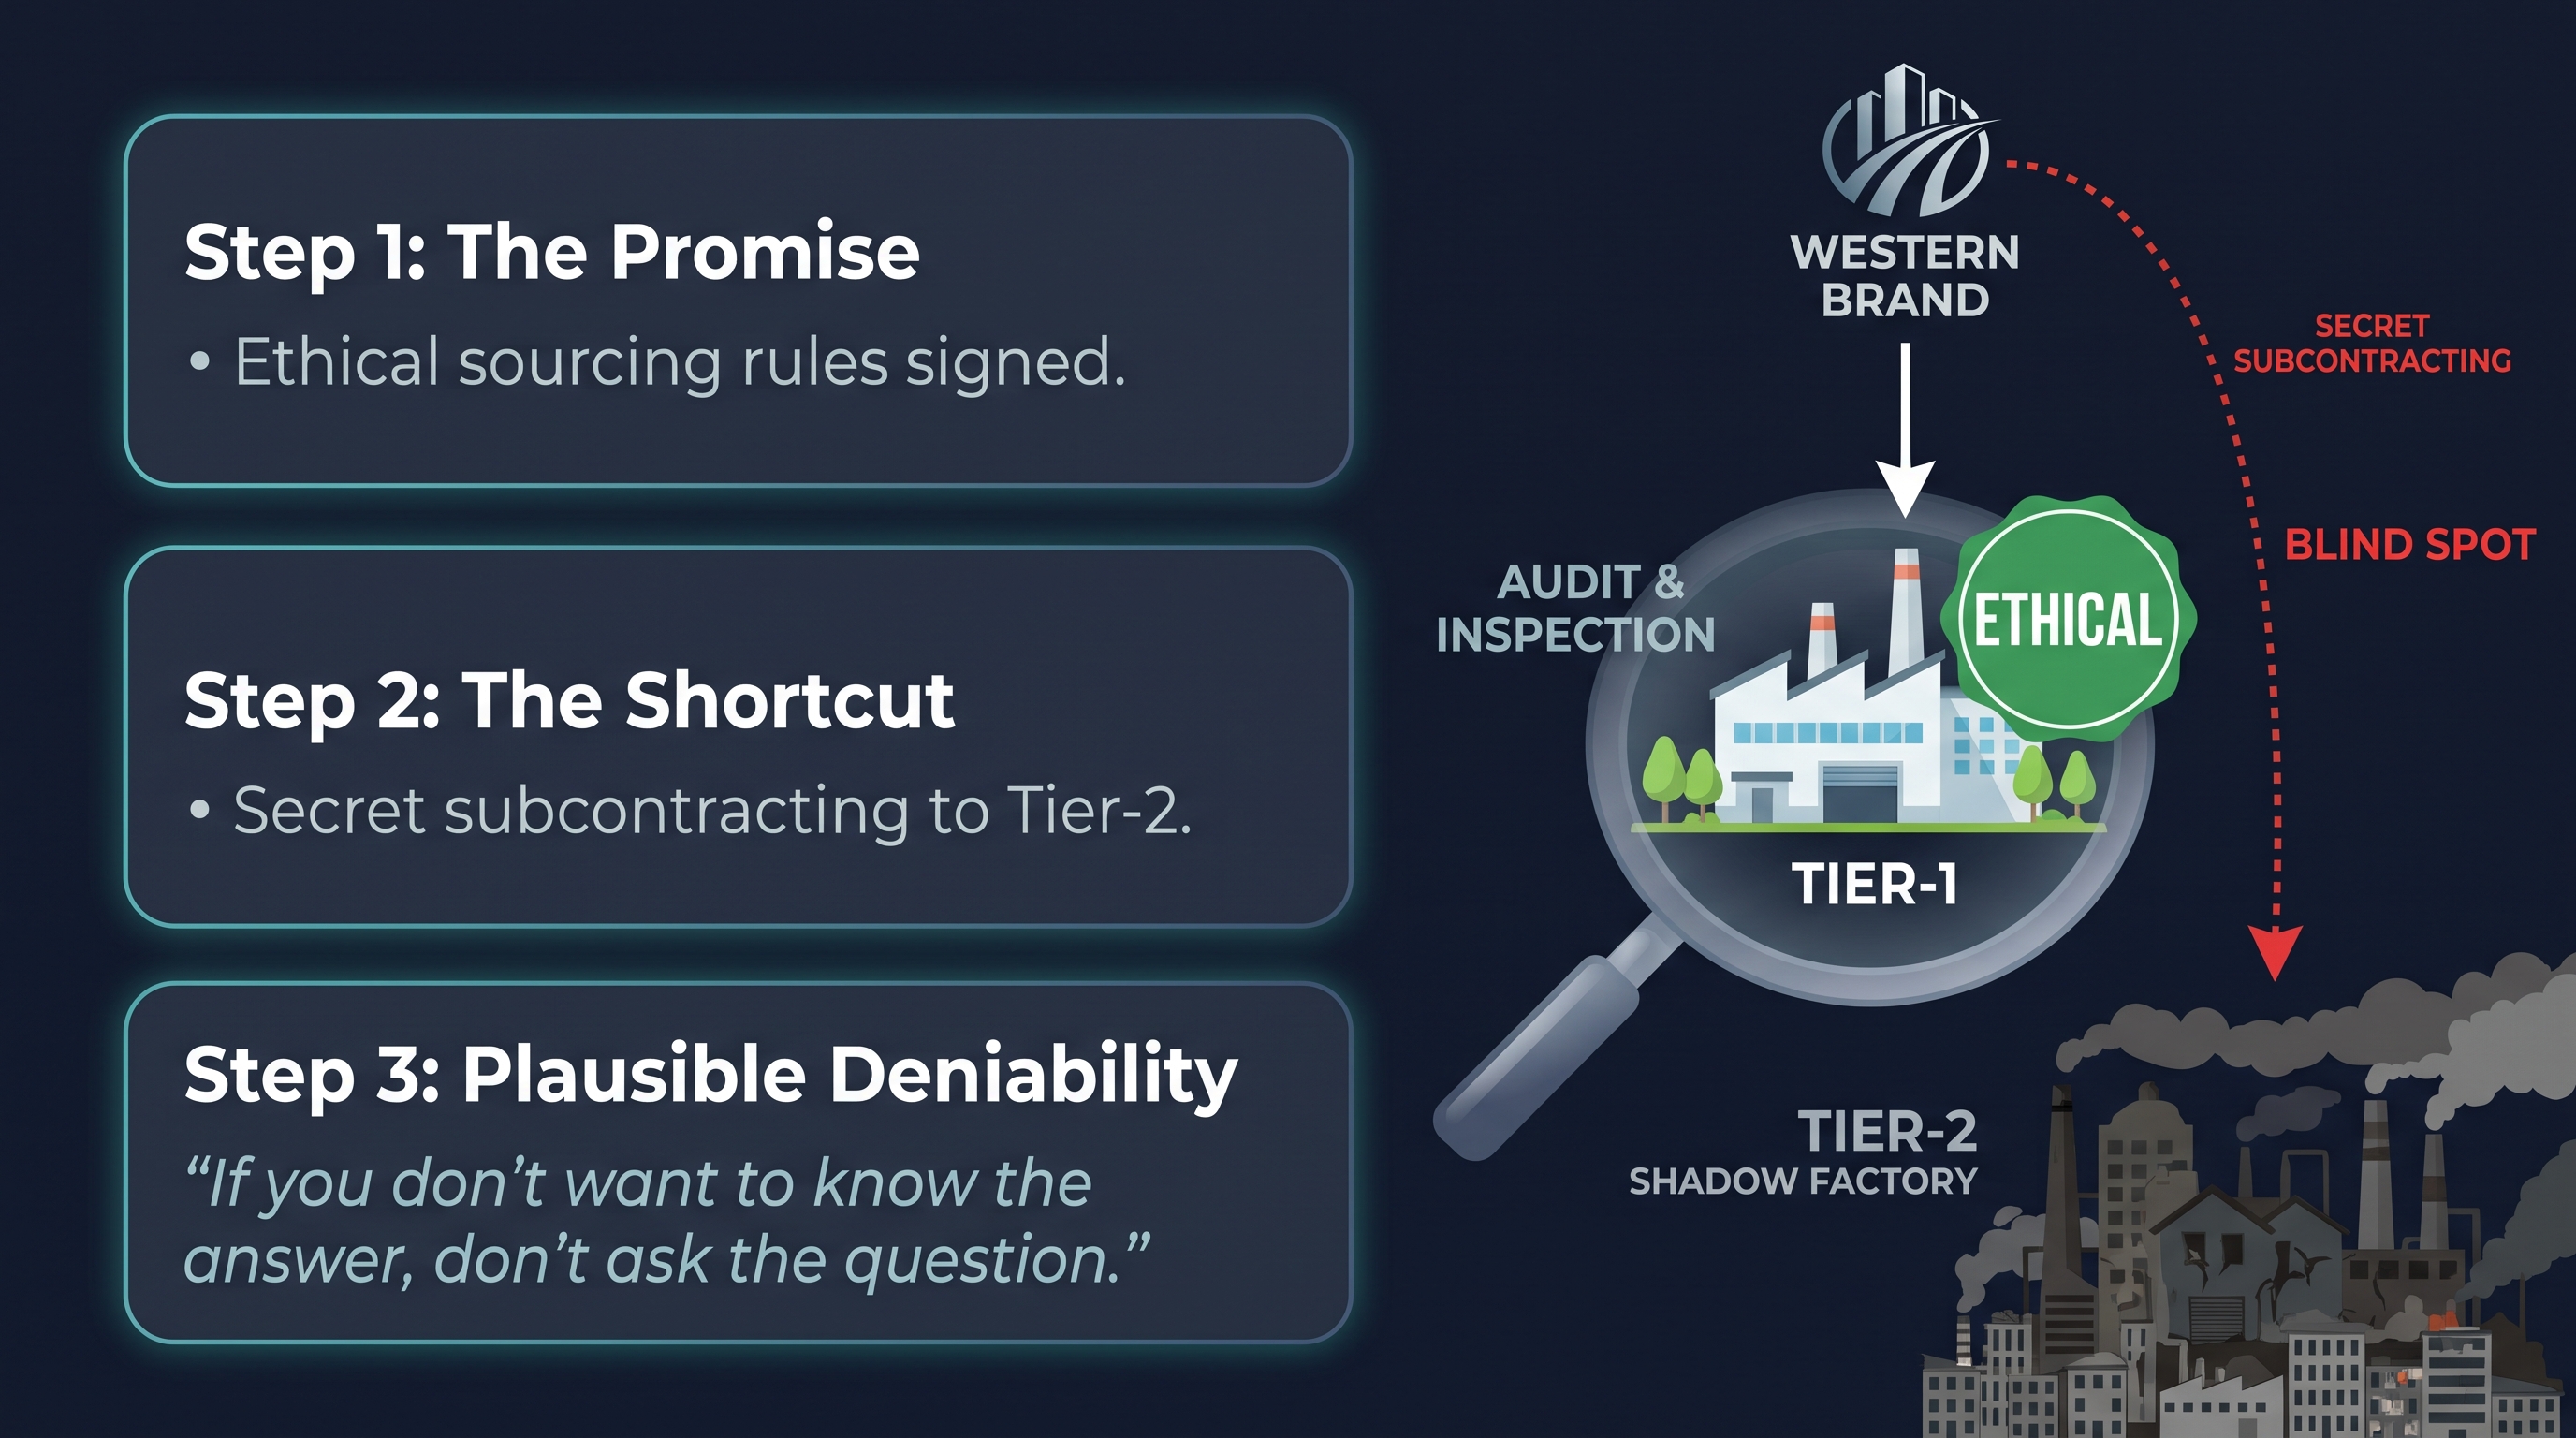 Step 1: The Promise
• Ethical sourcing rules signed.
Step 2: The Shortcut
• Secret subcontracting to Tier-2.
Step 3: Plausible Deniability
“If you don’t want to know the
answer, don’t ask the question.”
WESTERN
BRAND
SECRET
SUBCONTRACTING
BLIND SPOT
AUDIT &
INSPECTION
ETHICAL
TIER-1
TIER-2
SHADOW FACTORY